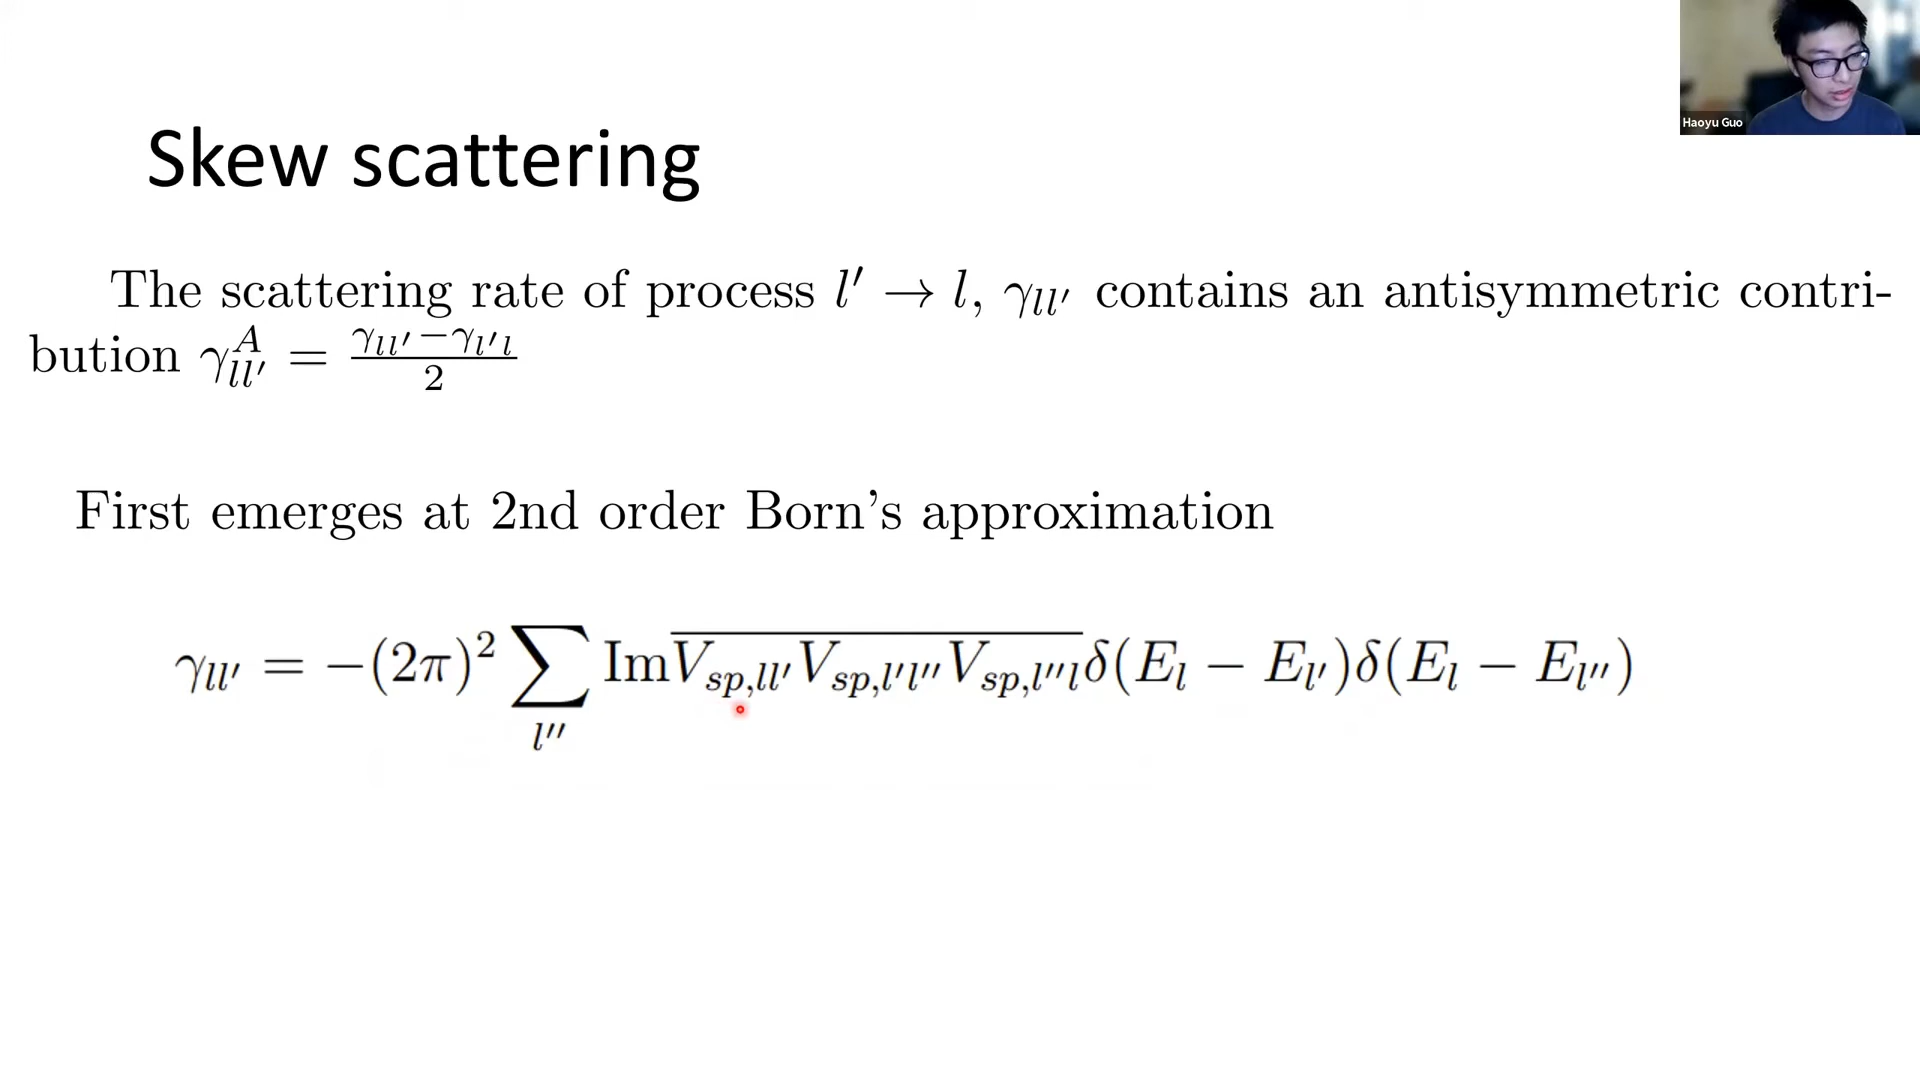 Haoyu Guo
Skew scattering
The scattering rate of process l′ → l, γ_{ll′} contains an antisymmetric contri-
bution γ^A_{ll′} = \frac{γ_{ll′} − γ_{l′l}}{2}
First emerges at 2nd order Born's approximation
γ_{ll′} = −(2π)^2 \sum_{l″} Im\overline{V_{sp,ll′} V_{sp,l′l″} V_{sp,l″l}} δ(E_l − E_{l′})δ(E_l − E_{l″})